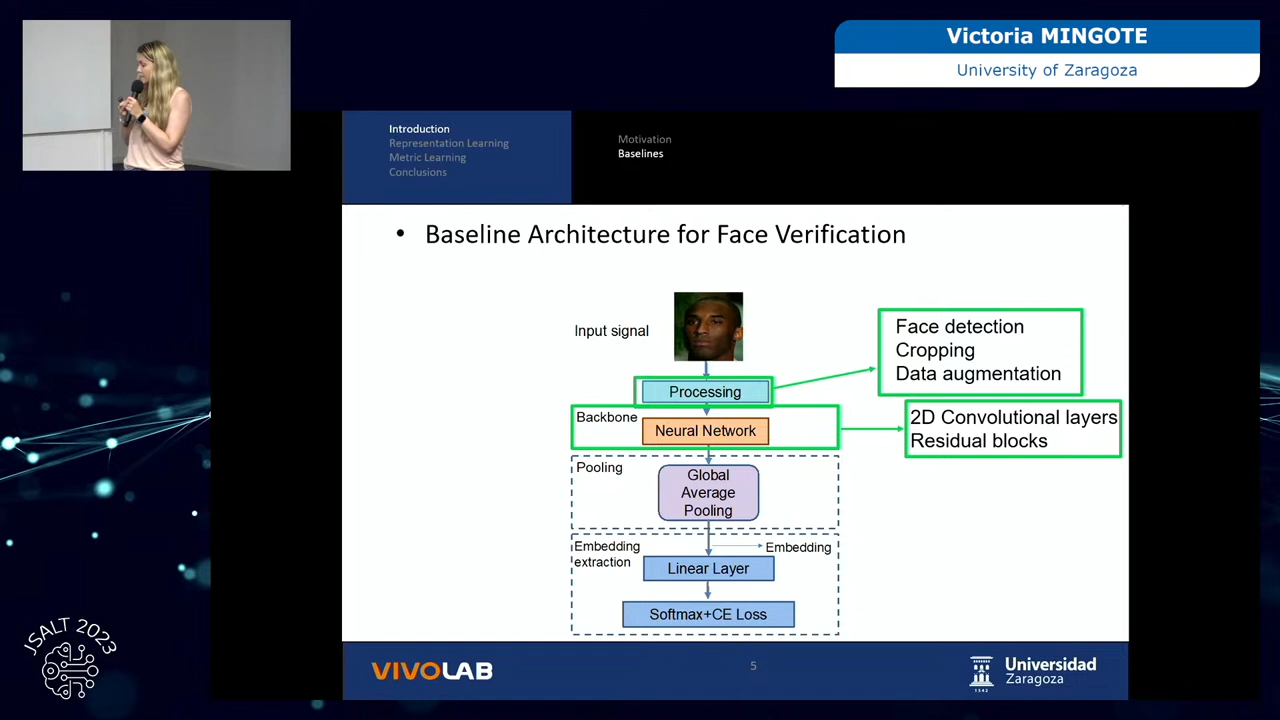 Victoria MINGOTE
University of Zaragoza
Introduction
Representation Learning
Metric Learning
Conclusions
Motivation
Baselines
• Baseline Architecture for Face Verification
Input signal
Processing
Face detection
Cropping
Data augmentation
Backbone
Neural Network
2D Convolutional layers
Residual blocks
Pooling
Global
Average
Pooling
Embedding
extraction
Embedding
Linear Layer
Softmax+CE Loss
JSALT 2023
VIVOLAB
5
1542
Universidad
Zaragoza